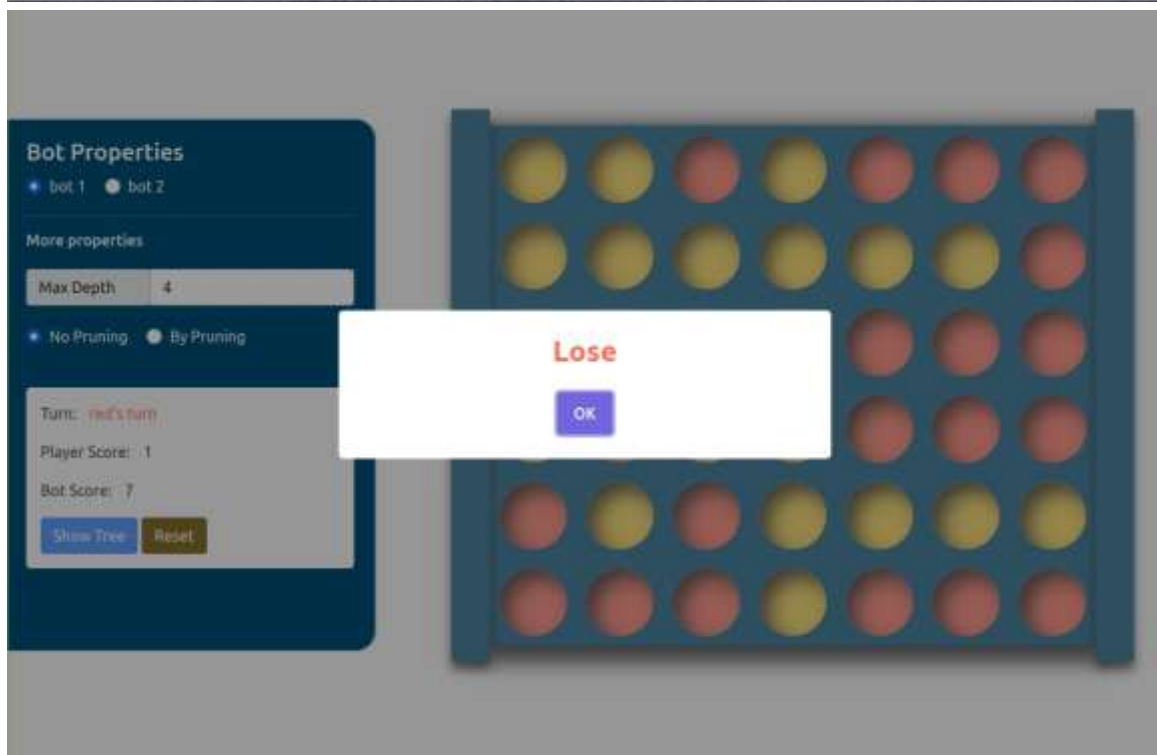 Bot Properties
bot 1 bot 2
More properties
Max Depth 4
No Pruning By Pruning
Turn: red's turn
Player Score: 1
Bot Score: 7
Show Tree Reset
Lose
OK